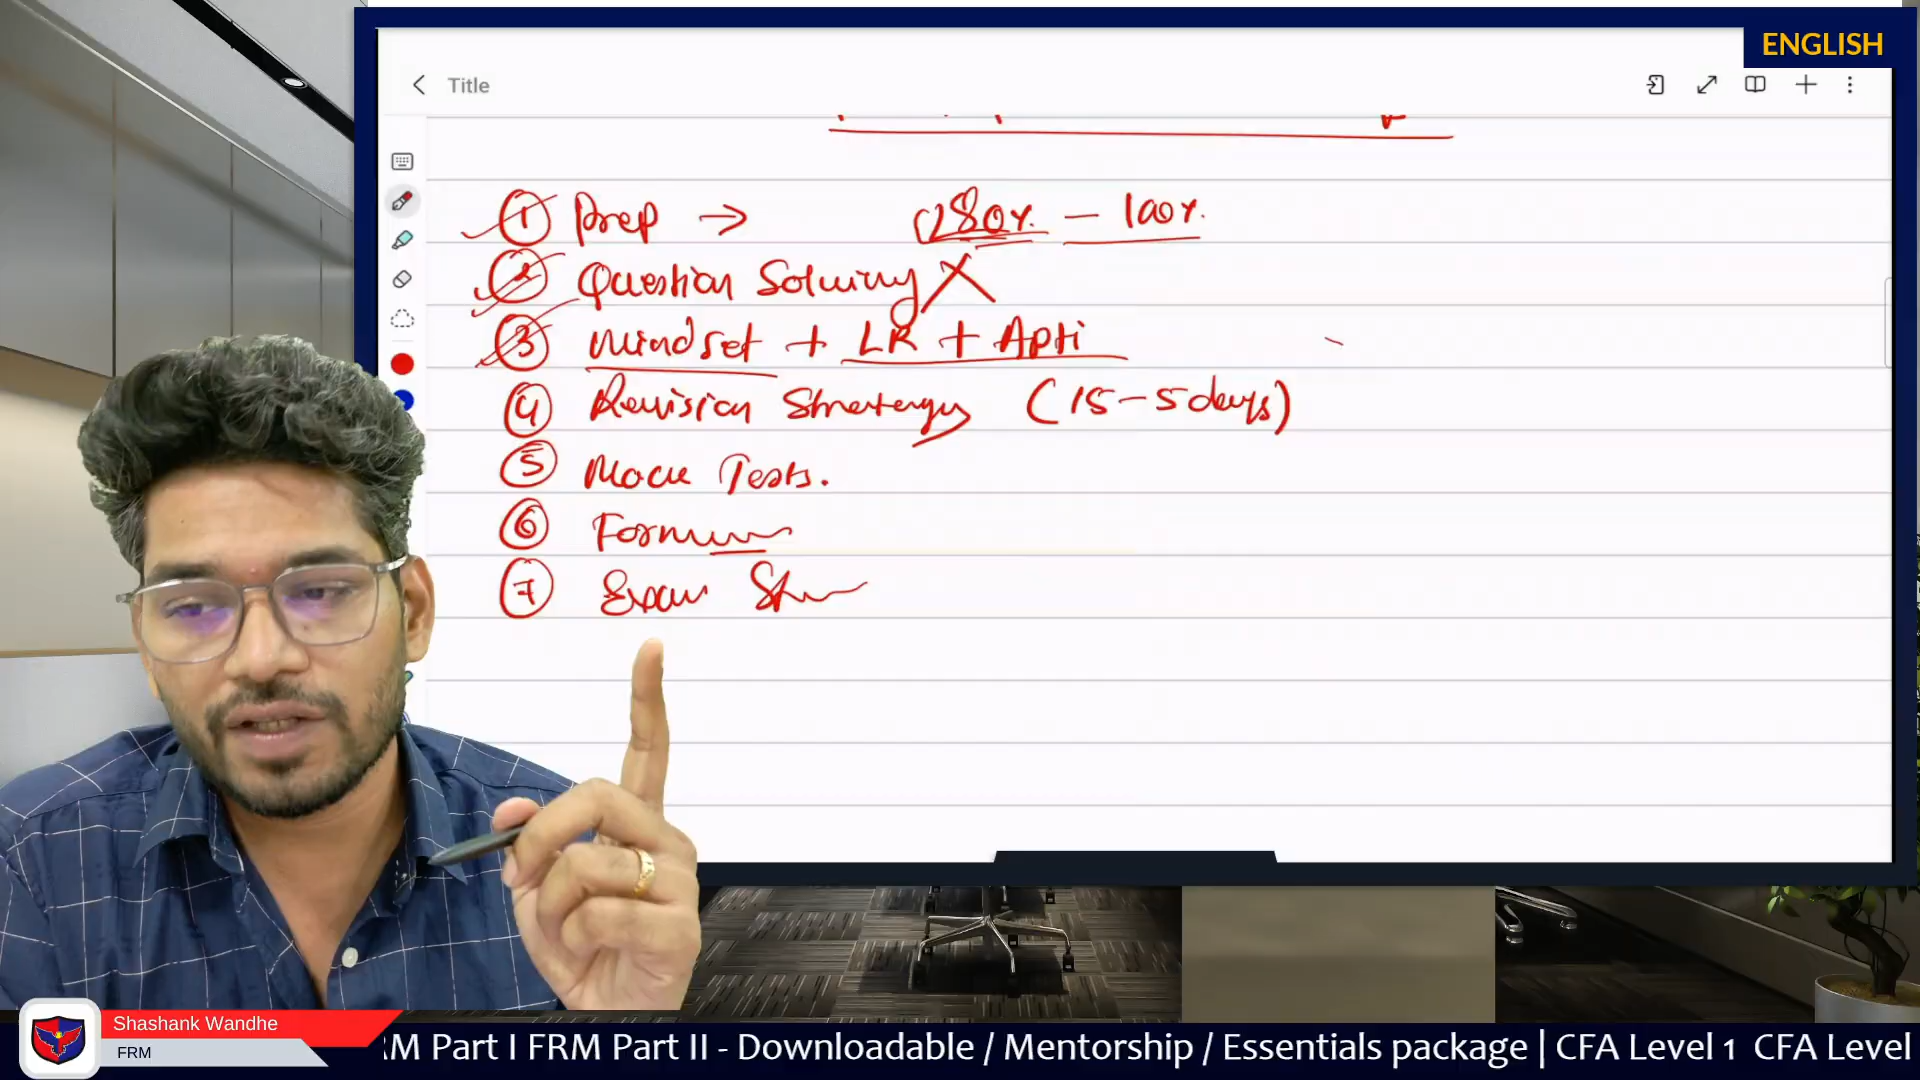 ENGLISH
Title
① Prep → 80% - 100%
② Question Solving X
③ Mindset + LR + Apti
④ Revision Strategy (15-5 days)
⑤ Mock Tests.
⑥ Formu
⑦ Exam
Shashank Wandhe
FRM
RM Part I FRM Part II - Downloadable / Mentorship / Essentials package | CFA Level 1 CFA Level